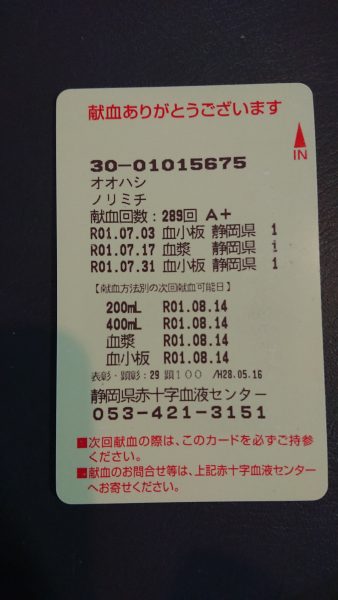 献血ありがとうございます
IN
30-01015675
オオハシ
ノリミチ
献血回数：289回 A+
R01.07.03 血小板 静岡県 1
R01.07.17 血漿 静岡県 1
R01.07.31 血小板 静岡県 1
【献血方法別の次回献血可能日】
200mL R01.08.14
400mL R01.08.14
血漿 R01.08.14
血小板 R01.08.14
表彰・顕彰：29 顕100 /H28.05.16
静岡県赤十字血液センター
053-421-3151
■次回献血の際は、このカードを必ずご持参
ください。
■献血のお問合せ等は、上記赤十字血液センター
へお寄せください。